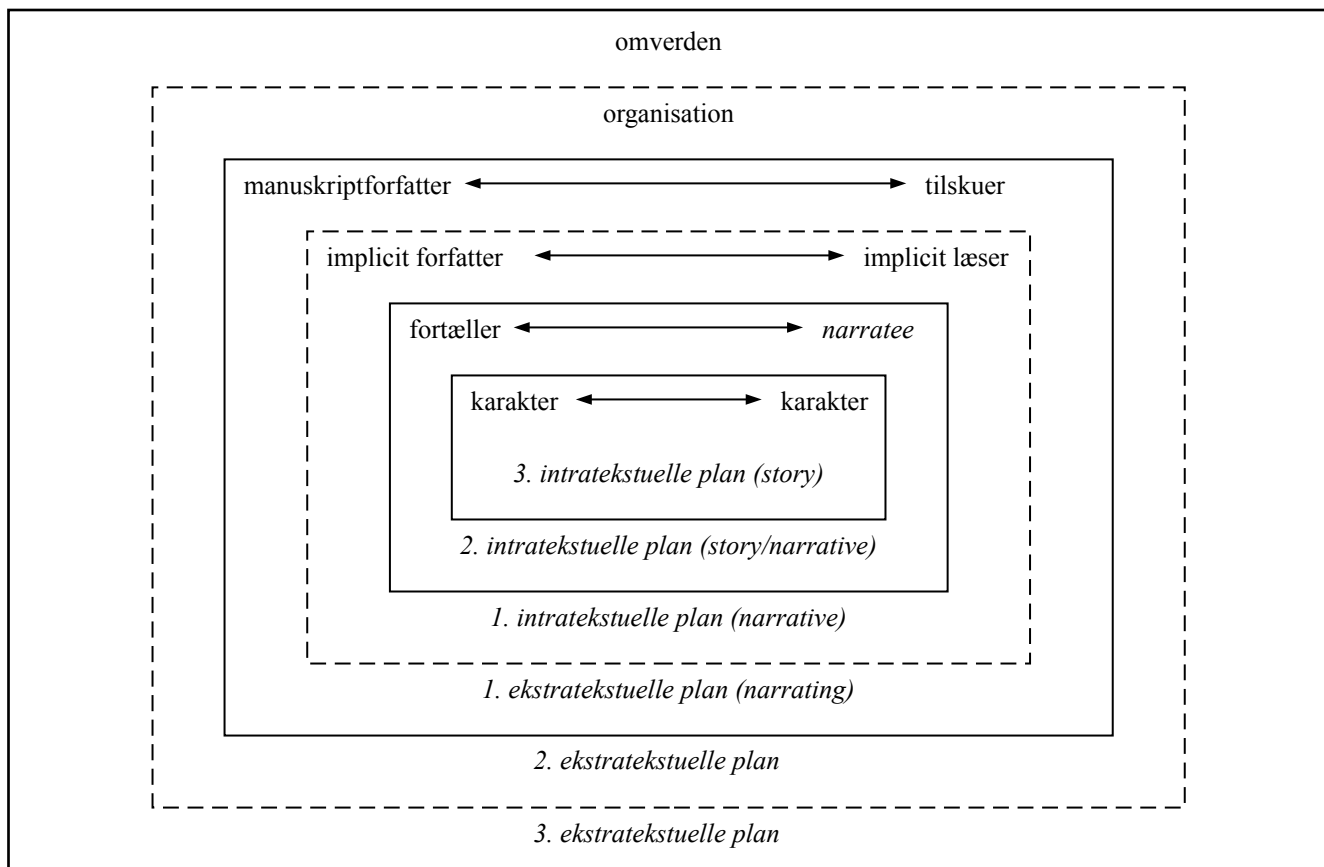 omverden
organisation
manuskriptforfatter tilskuer
implicit forfatter implicit læser
fortæller narratee
karakter karakter
3. intratekstuelle plan (story)
2. intratekstuelle plan (story/narrative)
1. intratekstuelle plan (narrative)
1. ekstratekstuelle plan (narrating)
2. ekstratekstuelle plan
3. ekstratekstuelle plan